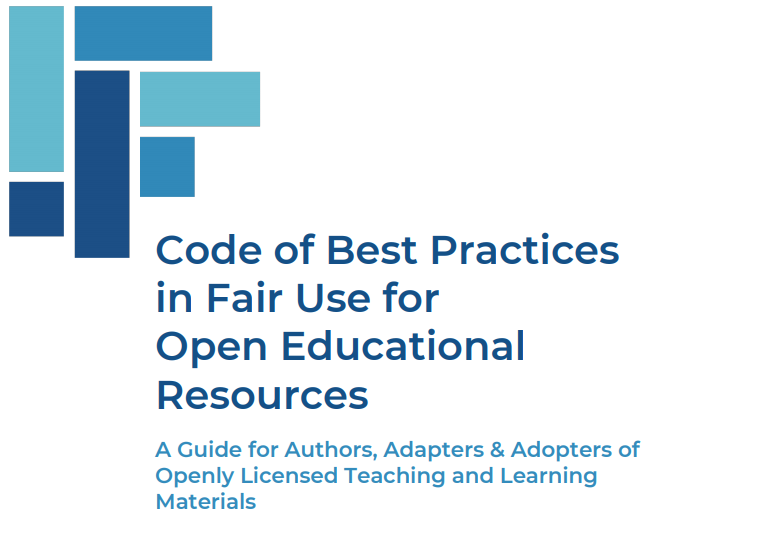 Code of Best Practices
in Fair Use for
Open Educational
Resources
A Guide for Authors, Adapters & Adopters of
Openly Licensed Teaching and Learning
Materials